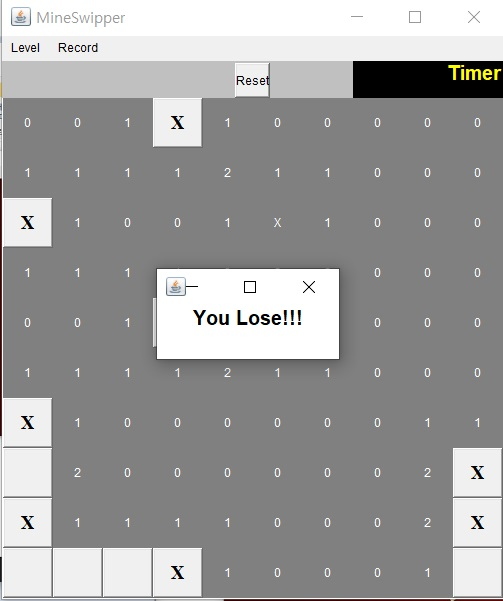 MineSwipper
Level Record
Reset Timer
0 0 1 X 1 0 0 0 0 0
1 1 1 1 2 1 1 0 0 0
X 1 0 0 1 X 1 0 0 0
1 1 1 0 0 0
You Lose!!!
0 0 1 0 0 0
1 1 1 1 2 1 1 0 0 0
X 1 0 0 0 0 0 0 1 1
2 0 0 0 0 0 0 2 X
X 1 1 1 1 0 0 0 2 X
X 1 0 0 0 1